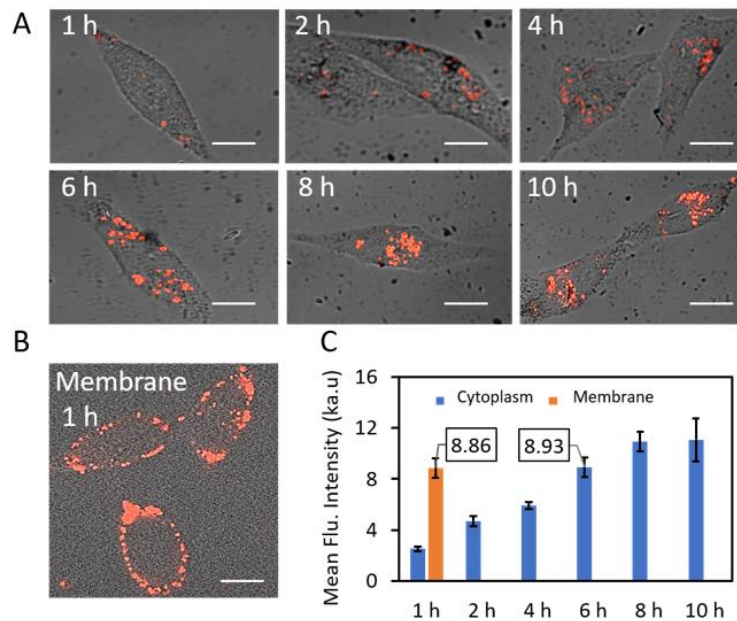 A
1 h
2 h
4 h
6 h
8 h
10 h
B
Membrane
1 h
C
Mean Flu. Intensity (ka.u)
16
12
8
4
0
Cytoplasm
Membrane
8.86
8.93
1 h 2 h 4 h 6 h 8 h 10 h